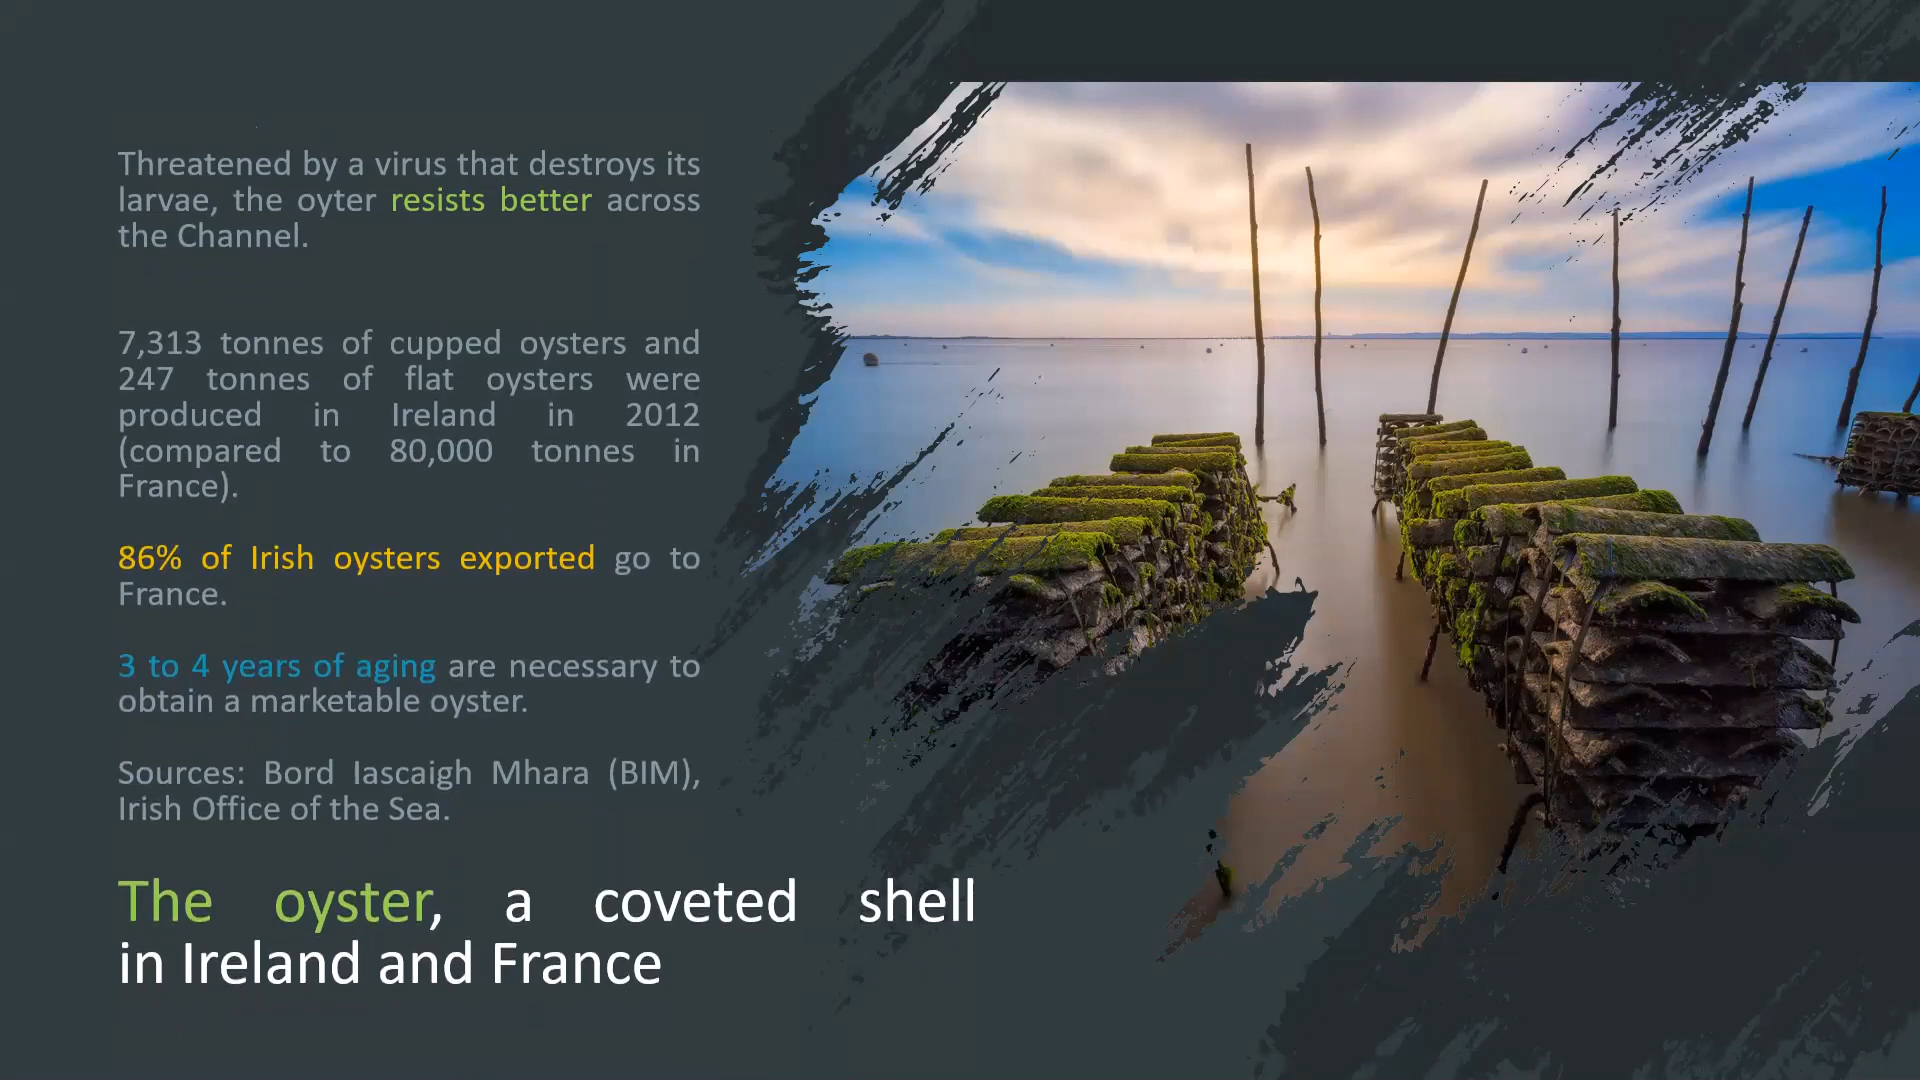 Threatened by a virus that destroys its
larvae, the oyter resists better across
the Channel.
7,313 tonnes of cupped oysters and
247 tonnes of flat oysters were
produced in Ireland in 2012
(compared to 80,000 tonnes in
France).
86% of Irish oysters exported go to
France.
3 to 4 years of aging are necessary to
obtain a marketable oyster.
Sources: Bord Iascaigh Mhara (BIM),
Irish Office of the Sea.
The oyster, a coveted shell
in Ireland and France